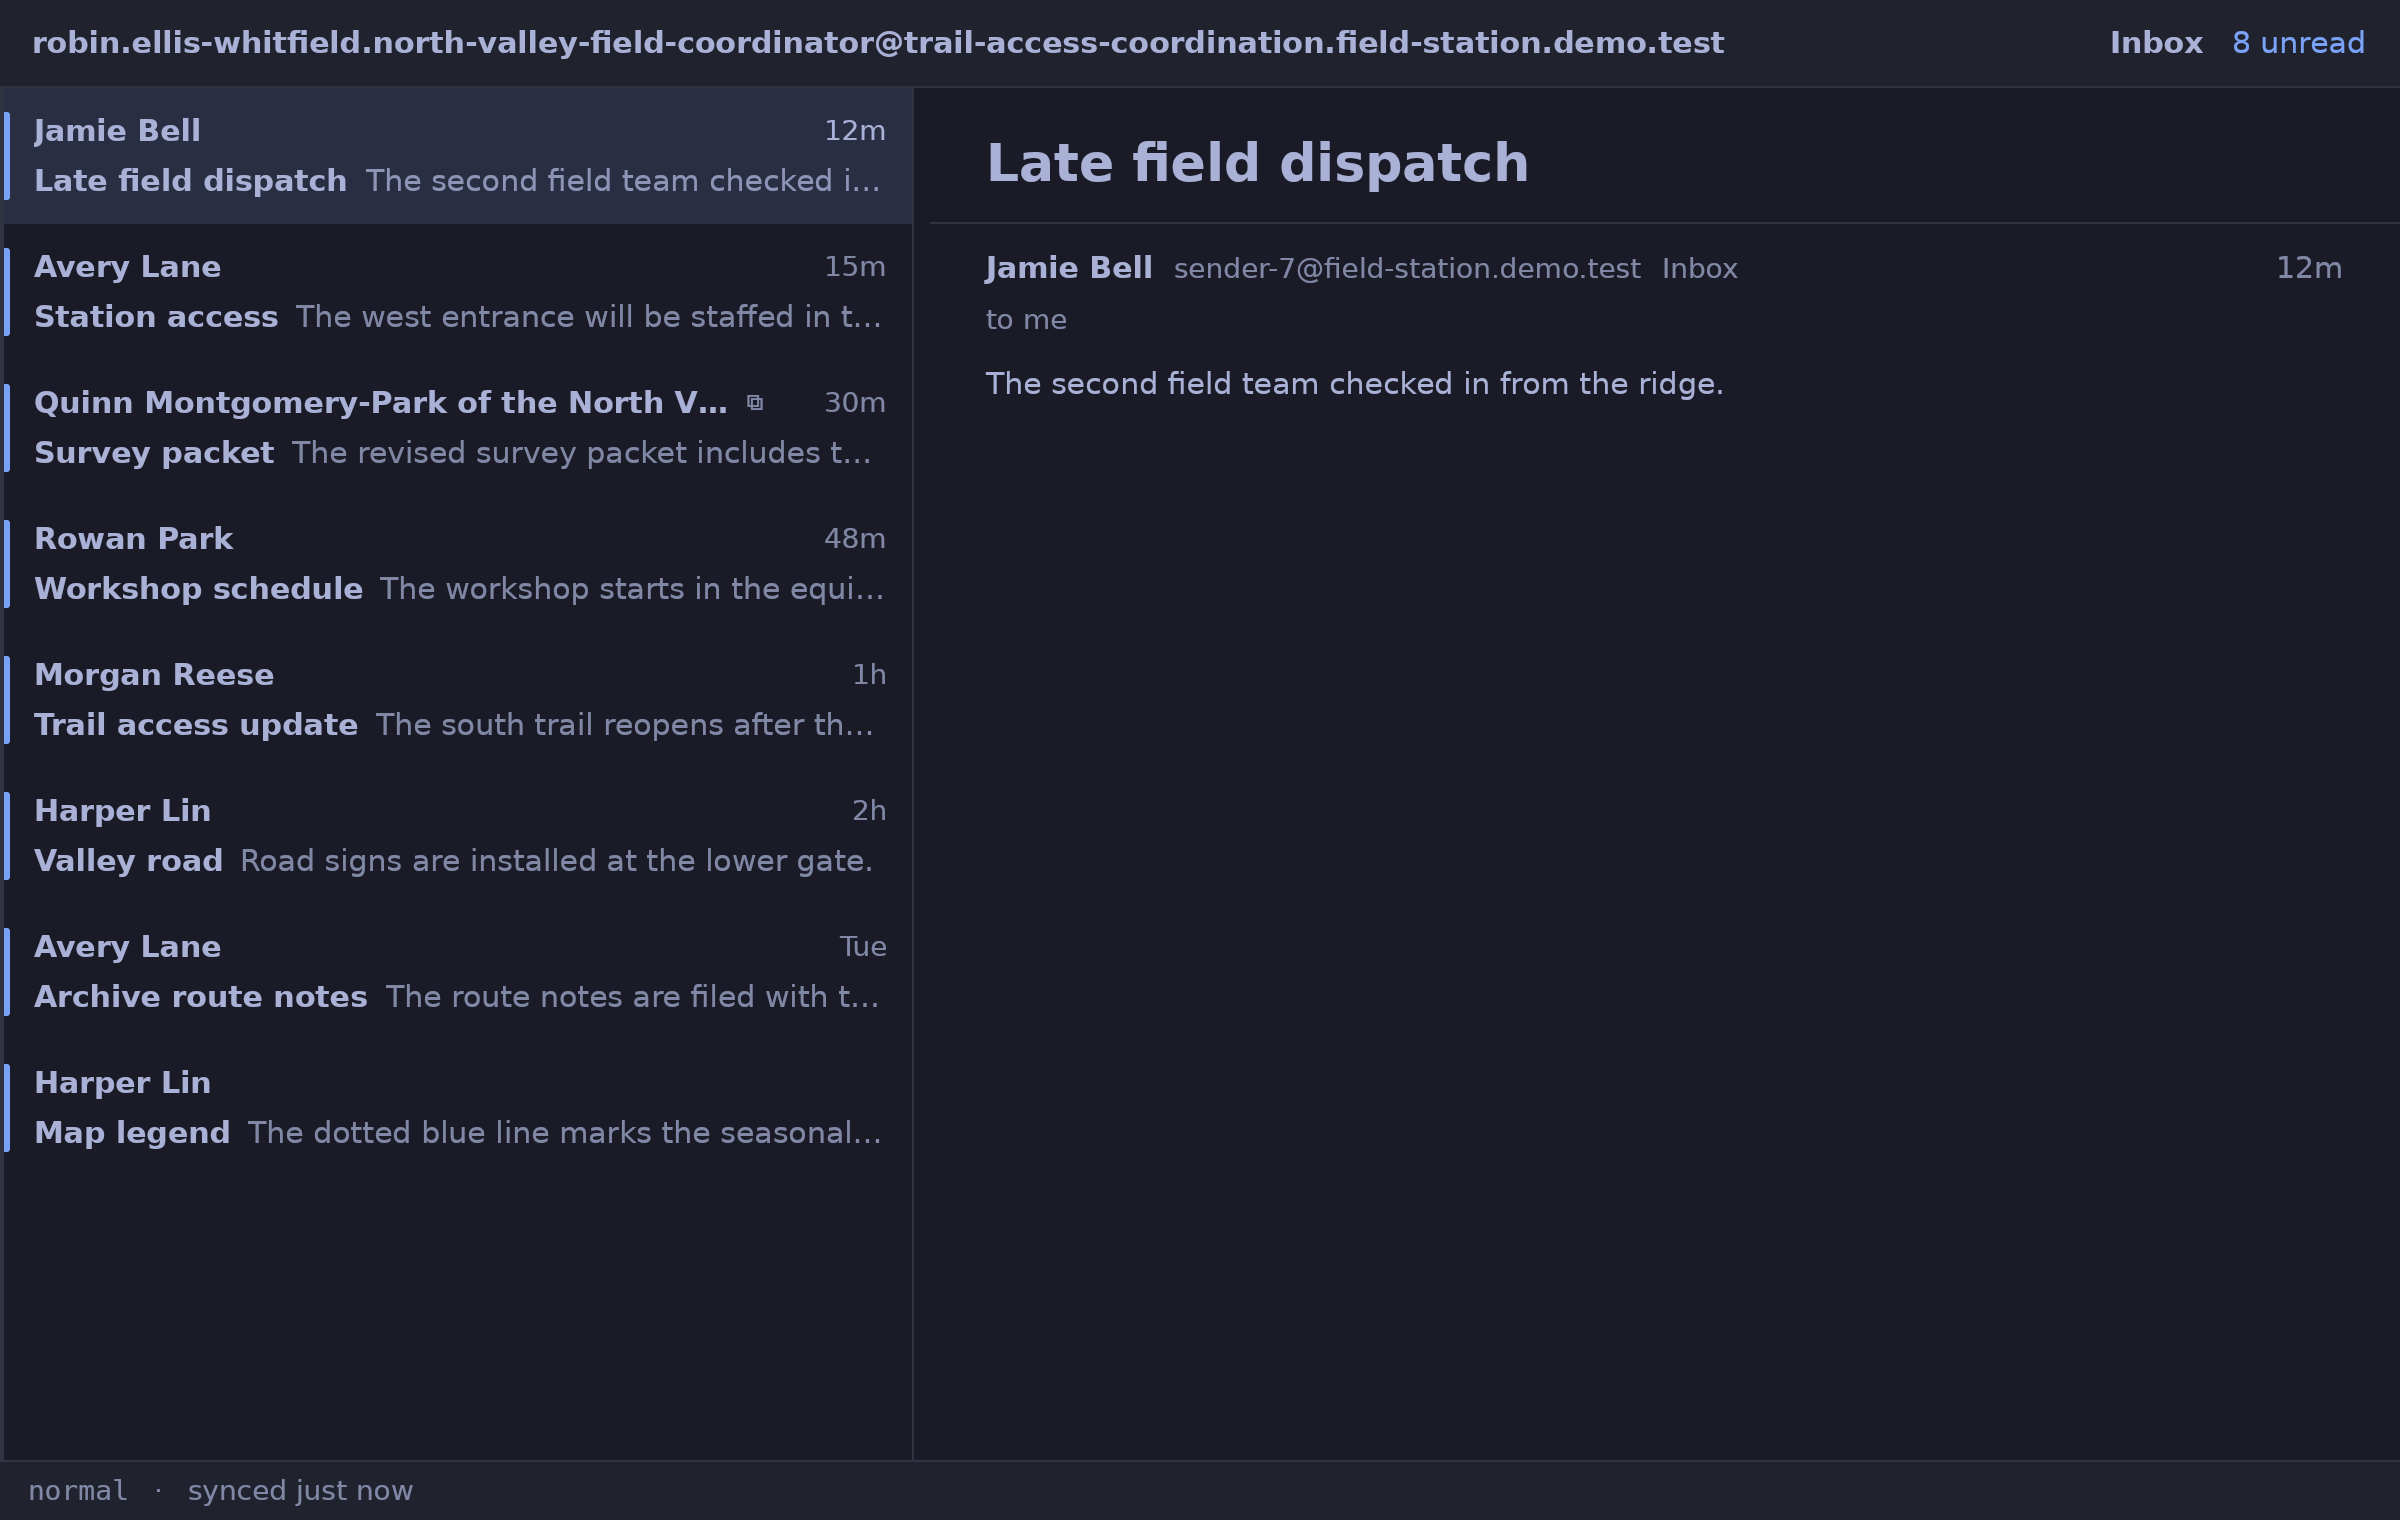 robin.ellis-whitfield.north-valley-field-coordinator@trail-access-coordination.field-station.demo.test Inbox 8 unread
Jamie Bell 12m
Late field dispatch The second field team checked i…
Avery Lane 15m
Station access The west entrance will be staffed in t…
Quinn Montgomery-Park of the North V… 30m
Survey packet The revised survey packet includes t…
Rowan Park 48m
Workshop schedule The workshop starts in the equi…
Morgan Reese 1h
Trail access update The south trail reopens after th…
Harper Lin 2h
Valley road Road signs are installed at the lower gate.
Avery Lane Tue
Archive route notes The route notes are filed with t…
Harper Lin
Map legend The dotted blue line marks the seasonal…
Late field dispatch
Jamie Bell sender-7@field-station.demo.test Inbox 12m
to me
The second field team checked in from the ridge.
normal · synced just now